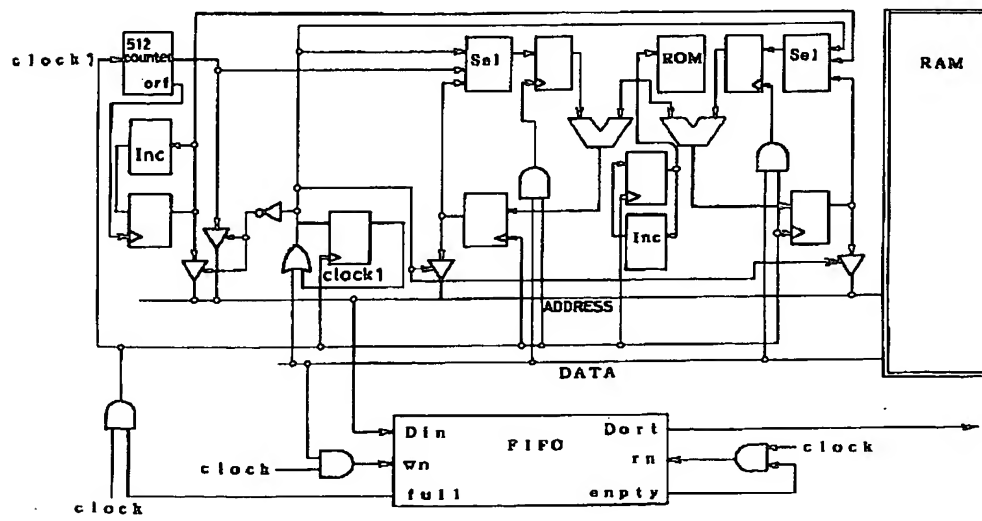 512
counter
clock1
orf
Sel
ROM
Sel
RAM
Inc
Inc
clock1
ADDRESS
DATA
Din
Dort
FIFO
clock
clock
wn
rn
full
enpty
clock